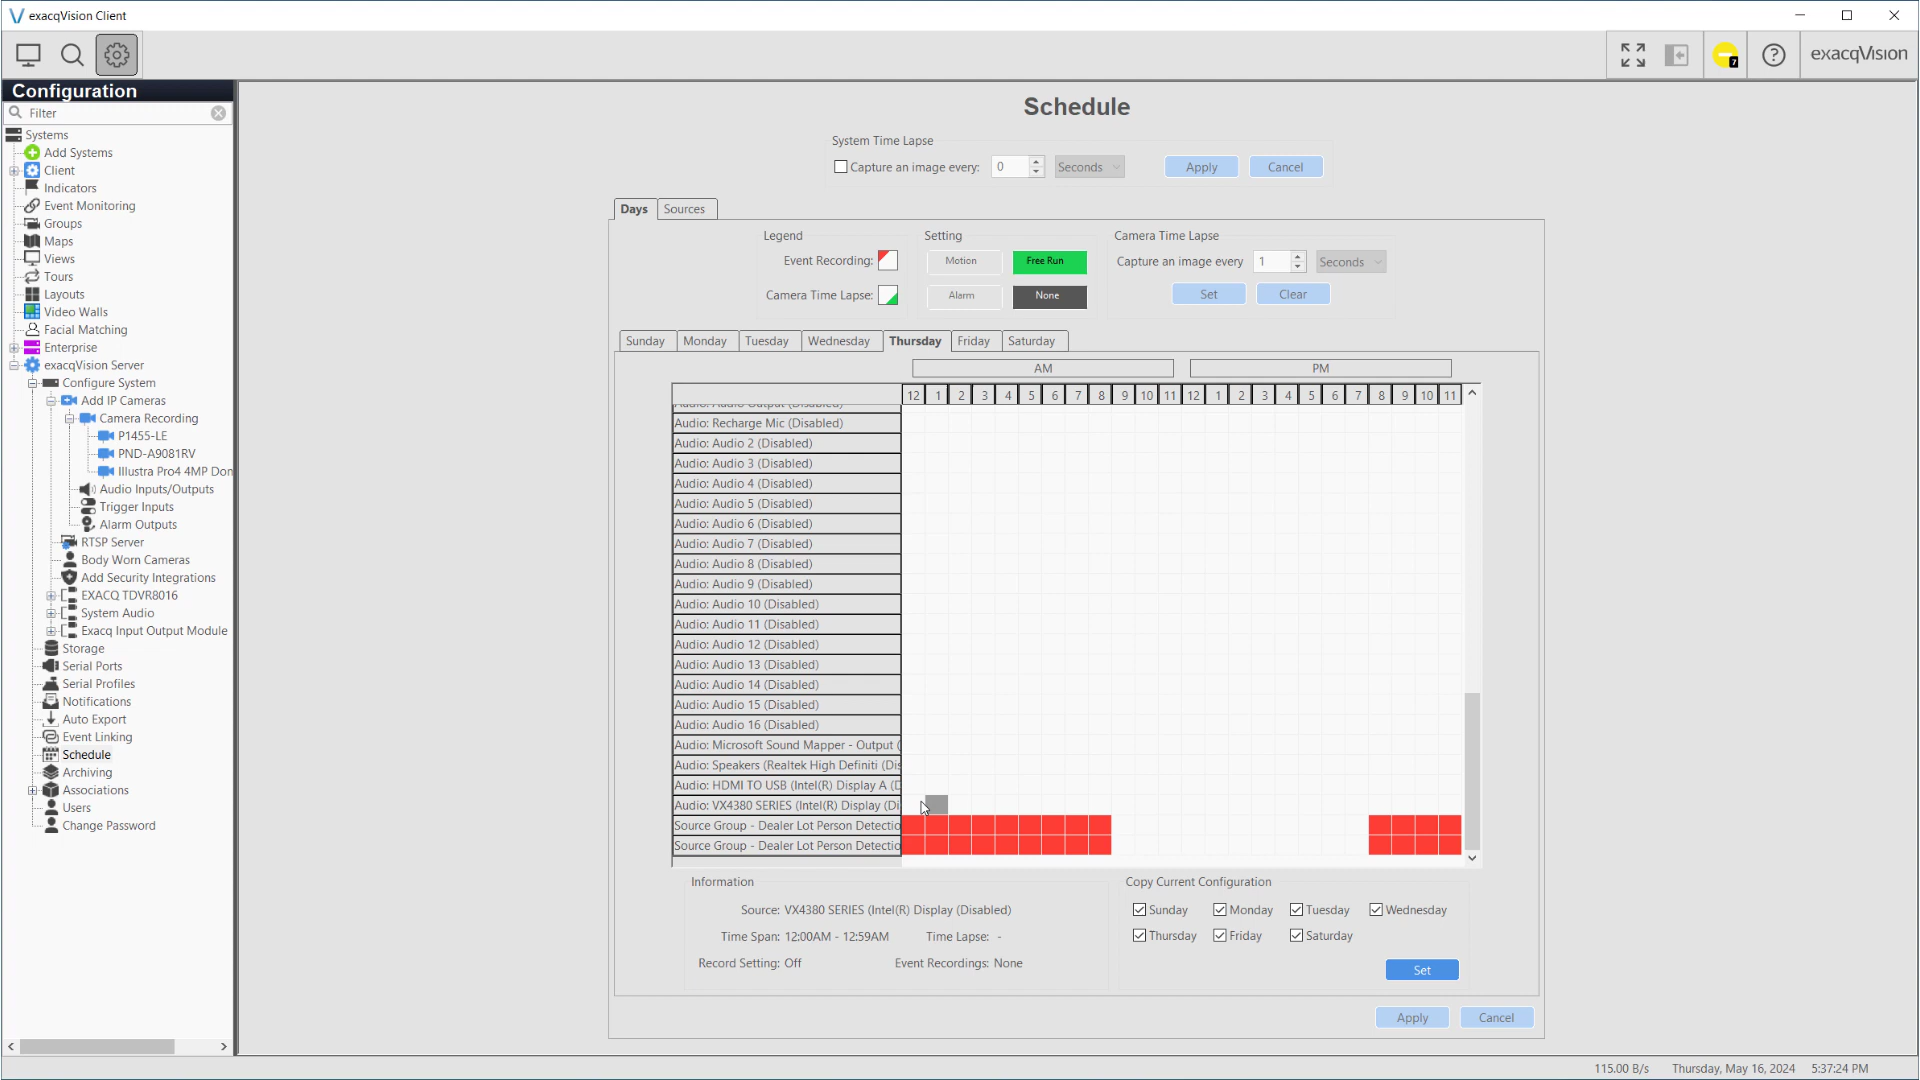 exacqVision Client
7
exacqVision
Configuration
Filter
Systems
Add Systems
Client
Indicators
Event Monitoring
Groups
Maps
Views
Tours
Layouts
Video Walls
Facial Matching
Enterprise
exacqVision Server
Configure System
Add IP Cameras
Camera Recording
P1455-LE
PND-A9081RV
Illustra Pro4 4MP Don
Audio Inputs/Outputs
Trigger Inputs
Alarm Outputs
RTSP Server
Body Worn Cameras
Add Security Integrations
EXACQ TDVR8016
System Audio
Exacq Input Output Module
Storage
Serial Ports
Serial Profiles
Notifications
Auto Export
Event Linking
Schedule
Archiving
Associations
Users
Change Password
Schedule
System Time Lapse
Capture an image every: 0 Seconds Apply Cancel
Days Sources
Legend Setting Camera Time Lapse
Event Recording: Motion Free Run Capture an image every 1 Seconds
Camera Time Lapse: Alarm None Set Clear
Sunday Monday Tuesday Wednesday Thursday Friday Saturday
AM PM
12 1 2 3 4 5 6 7 8 9 10 11 12 1 2 3 4 5 6 7 8 9 10 11
Audio: Audio Output (Disabled)
Audio: Recharge Mic (Disabled)
Audio: Audio 2 (Disabled)
Audio: Audio 3 (Disabled)
Audio: Audio 4 (Disabled)
Audio: Audio 5 (Disabled)
Audio: Audio 6 (Disabled)
Audio: Audio 7 (Disabled)
Audio: Audio 8 (Disabled)
Audio: Audio 9 (Disabled)
Audio: Audio 10 (Disabled)
Audio: Audio 11 (Disabled)
Audio: Audio 12 (Disabled)
Audio: Audio 13 (Disabled)
Audio: Audio 14 (Disabled)
Audio: Audio 15 (Disabled)
Audio: Audio 16 (Disabled)
Audio: Microsoft Sound Mapper - Output (
Audio: Speakers (Realtek High Definiti (Dis
Audio: HDMI TO USB (Intel(R) Display A (D
Audio: VX4380 SERIES (Intel(R) Display (Di
Source Group - Dealer Lot Person Detectio
Source Group - Dealer Lot Person Detectio
Information
Source: VX4380 SERIES (Intel(R) Display (Disabled)
Time Span: 12:00AM - 12:59AM Time Lapse: -
Record Setting: Off Event Recordings: None
Copy Current Configuration
Sunday Monday Tuesday Wednesday
Thursday Friday Saturday
Set
Apply Cancel
115.00 B/s Thursday, May 16, 2024 5:37:24 PM